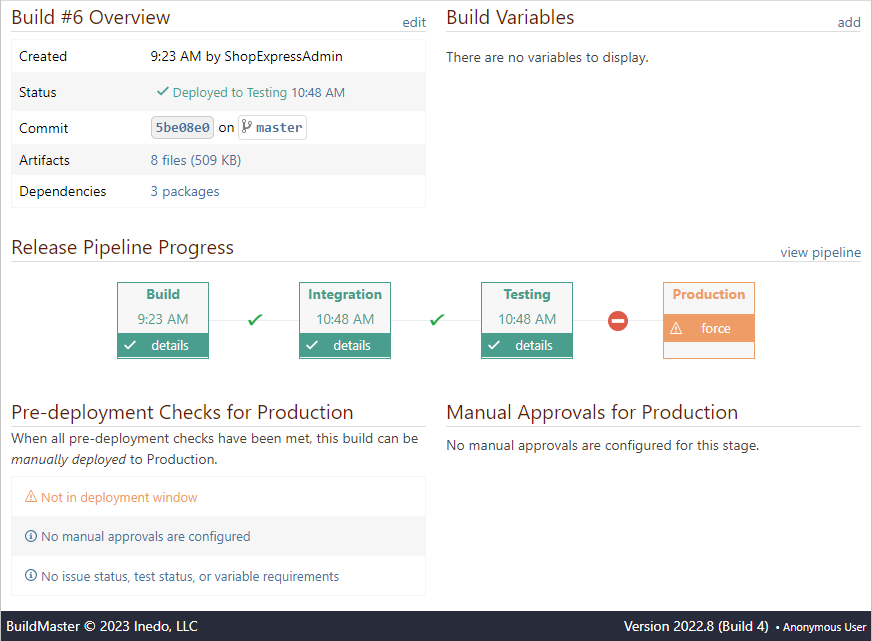 Build #6 Overview
edit
Created 9:23 AM by ShopExpressAdmin
Status Deployed to Testing 10:48 AM
Commit 5be08e0 on master
Artifacts 8 files (509 KB)
Dependencies 3 packages
Build Variables
add
There are no variables to display.
Release Pipeline Progress
view pipeline
Build
9:23 AM
details
Integration
10:48 AM
details
Testing
10:48 AM
details
Production
force
Pre-deployment Checks for Production
When all pre-deployment checks have been met, this build can be
manually deployed to Production.
Not in deployment window
No manual approvals are configured
No issue status, test status, or variable requirements
Manual Approvals for Production
No manual approvals are configured for this stage.
BuildMaster © 2023 Inedo, LLC
Version 2022.8 (Build 4) • Anonymous User